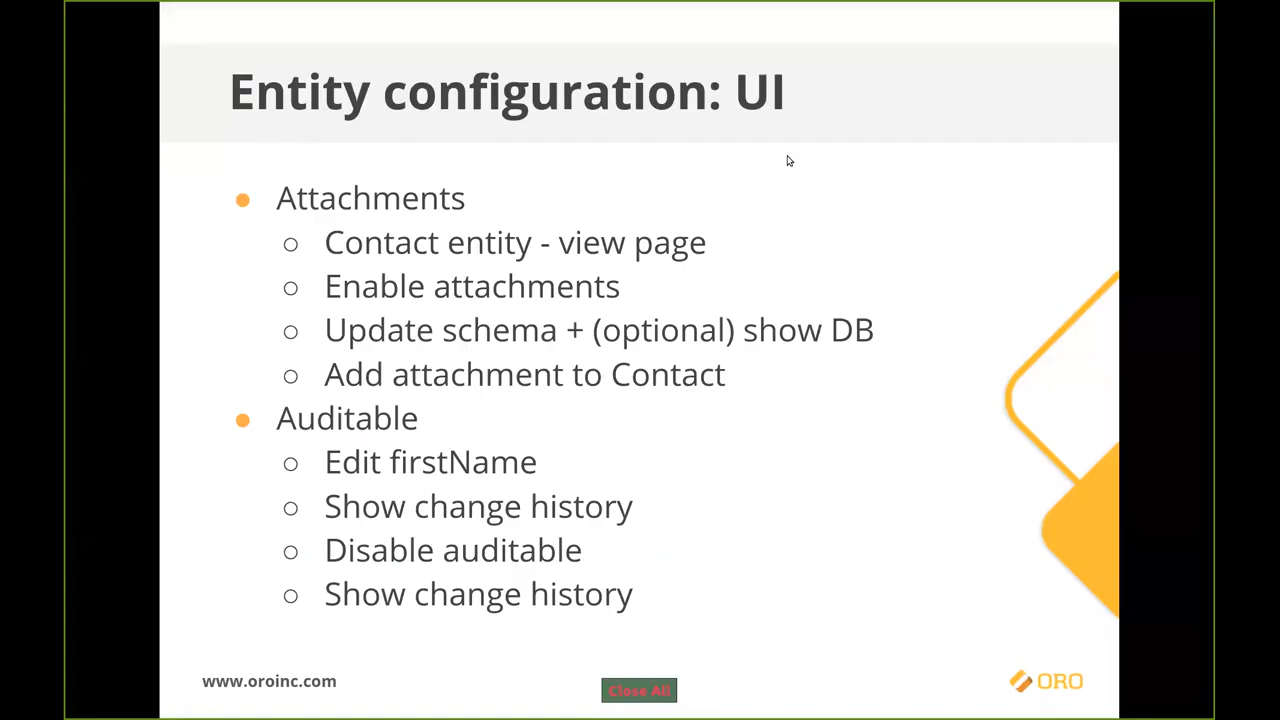 Entity configuration: UI
● Attachments
○ Contact entity - view page
○ Enable attachments
○ Update schema + (optional) show DB
○ Add attachment to Contact
● Auditable
○ Edit firstName
○ Show change history
○ Disable auditable
○ Show change history
www.oroinc.com
Close All
ORO